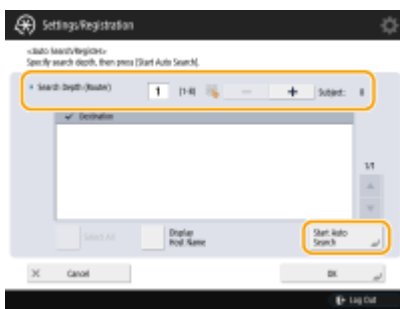 Settings/Registration
<Auto Search/Register>
Specify search depth, then press [Start Auto Search].
Search Depth (Router) 1 (1-8) − + Subject: 0
✓ Destination
1/1
Select All
Display
Host Name
Start Auto
Search
Cancel
OK
Log Out